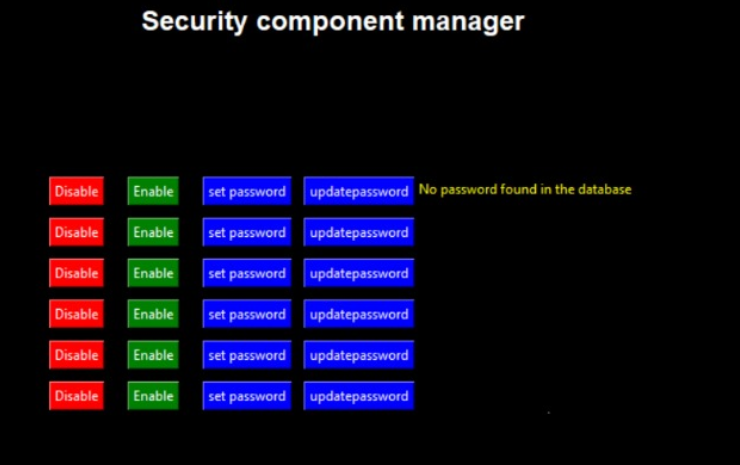 Security component manager
Disable Enable set password updatepassword No password found in the database
Disable Enable set password updatepassword
Disable Enable set password updatepassword
Disable Enable set password updatepassword
Disable Enable set password updatepassword
Disable Enable set password updatepassword